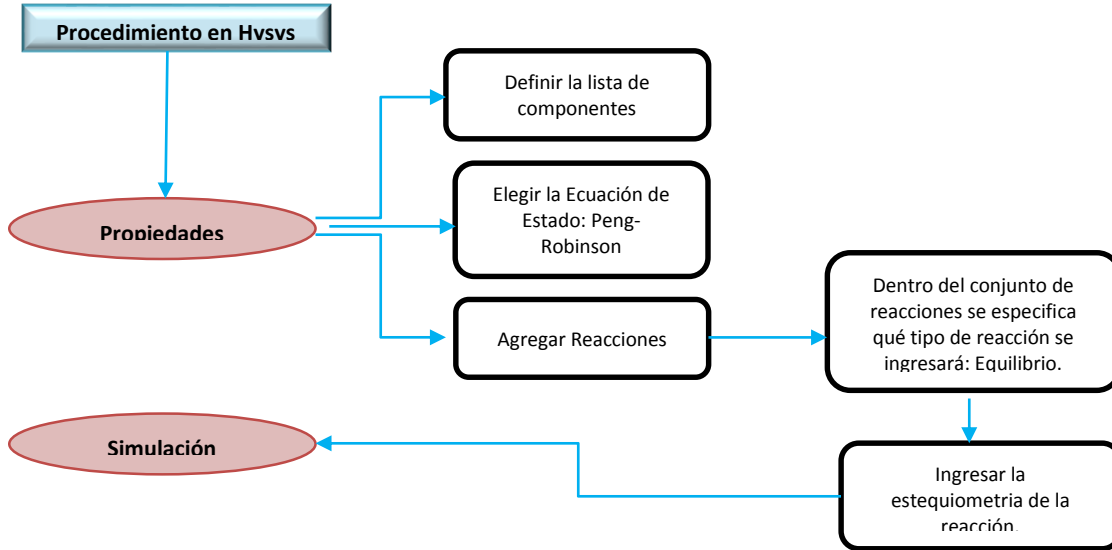 Procedimiento en Hysys
Definir la lista de
componentes
Elegir la Ecuación de
Estado: Peng-
Robinson
Propiedades
Agregar Reacciones
Dentro del conjunto de
reacciones se especifica
qué tipo de reacción se
ingresará: Equilibrio.
Simulación
Ingresar la
estequiometria de la
reacción.